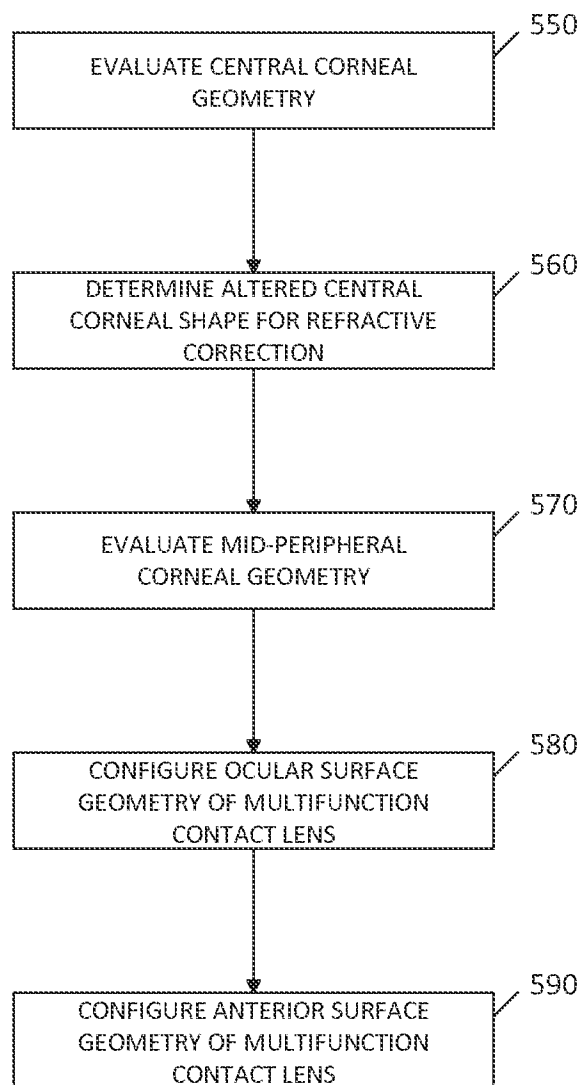 550
EVALUATE CENTRAL CORNEAL
GEOMETRY
560
DETERMINE ALTERED CENTRAL
CORNEAL SHAPE FOR REFRACTIVE
CORRECTION
570
EVALUATE MID-PERIPHERAL
CORNEAL GEOMETRY
580
CONFIGURE OCULAR SURFACE
GEOMETRY OF MULTIFUNCTION
CONTACT LENS
590
CONFIGURE ANTERIOR SURFACE
GEOMETRY OF MULTIFUNCTION
CONTACT LENS